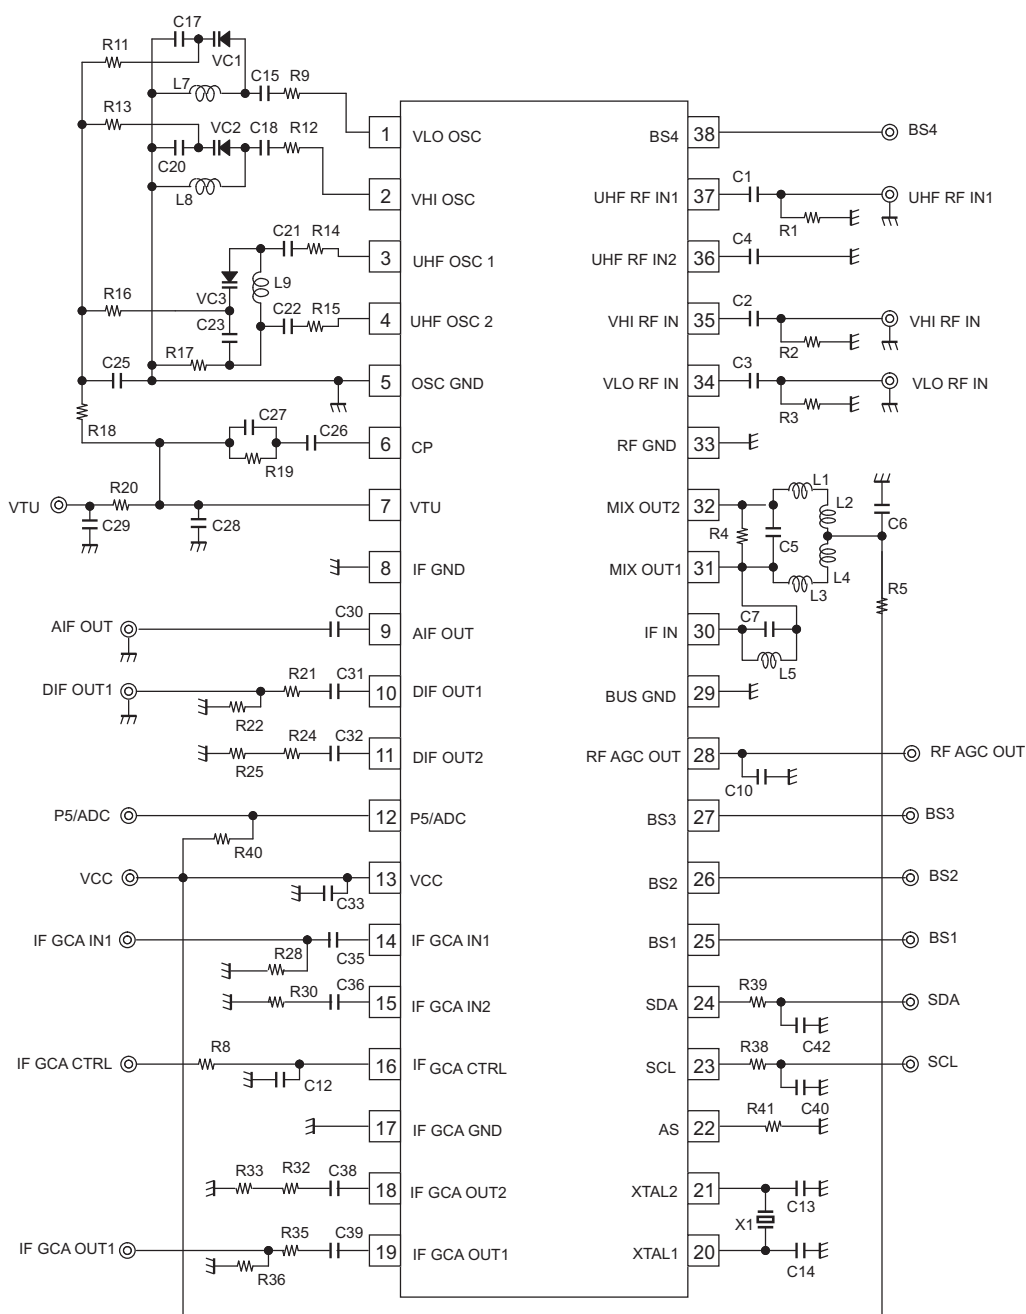 C17
R11
VC1
L7
C15
R9
R13
VC2
C18
R12
C20
L8
1
VLO OSC
BS4
38
BS4
2
VHI OSC
UHF RF IN1
37
C1
R1
UHF RF IN1
C21
R14
3
UHF OSC 1
UHF RF IN2
36
C4
L9
VC3
R16
C22
R15
C23
4
UHF OSC 2
VHI RF IN
35
C2
R2
VHI RF IN
R17
C25
5
OSC GND
VLO RF IN
34
C3
R3
VLO RF IN
R18
C27
C26
R19
6
CP
RF GND
33
VTU
R20
C29
C28
7
VTU
MIX OUT2
32
L1
L2
R4
C5
C6
8
IF GND
MIX OUT1
31
L3
L4
R5
AIF OUT
C30
9
AIF OUT
IF IN
30
C7
L5
DIF OUT1
R21
C31
R22
10
DIF OUT1
BUS GND
29
R24
C32
R25
11
DIF OUT2
RF AGC OUT
28
C10
RF AGC OUT
P5/ADC
R40
12
P5/ADC
BS3
27
BS3
VCC
C33
13
VCC
BS2
26
BS2
IF GCA IN1
R28
C35
14
IF GCA IN1
BS1
25
BS1
R30
C36
15
IF GCA IN2
SDA
24
R39
C42
SDA
IF GCA CTRL
R8
C12
16
IF GCA CTRL
SCL
23
R38
C40
SCL
17
IF GCA GND
AS
22
R41
R33
R32
C38
18
IF GCA OUT2
XTAL2
21
C13
X1
IF GCA OUT1
R35
C39
R36
19
IF GCA OUT1
XTAL1
20
C14